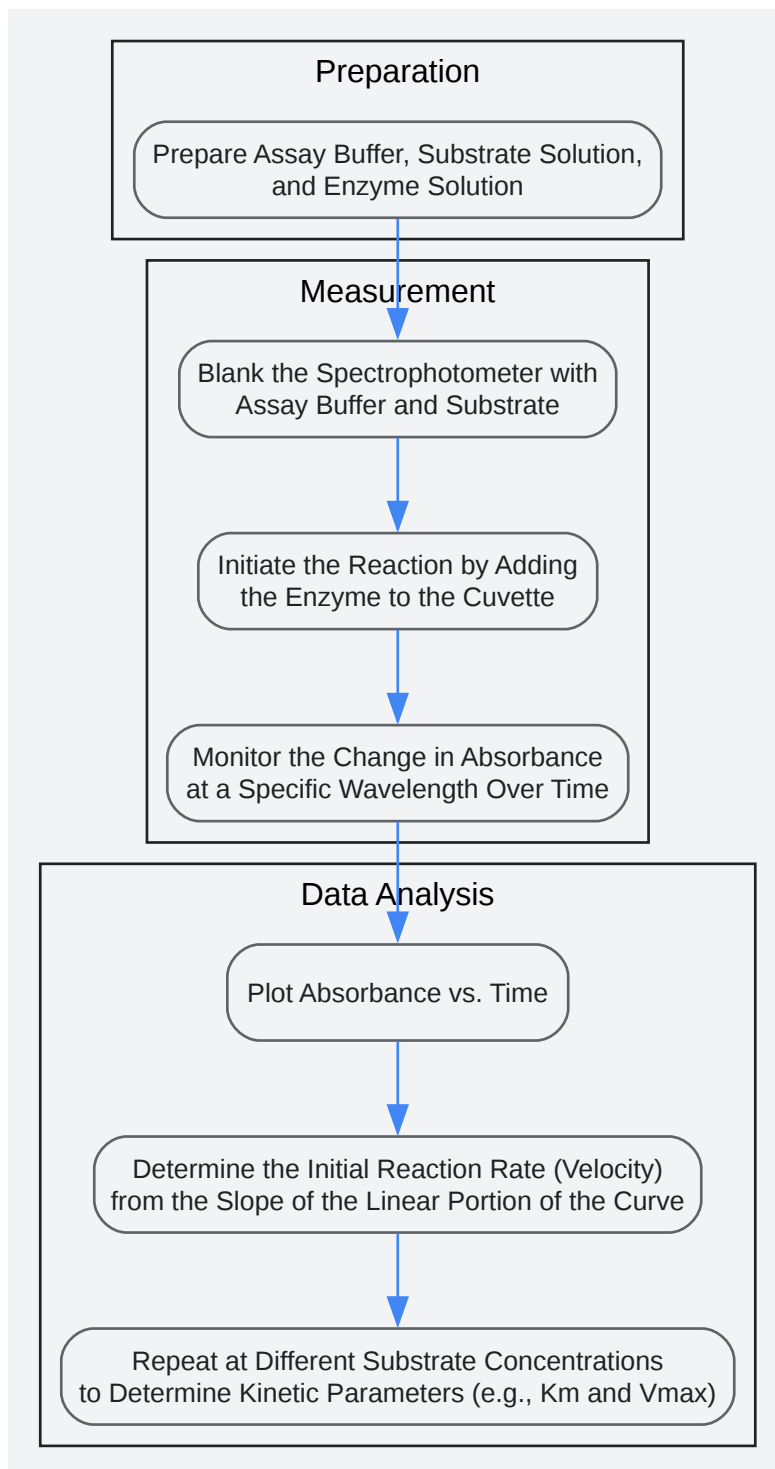 Preparation
Prepare Assay Buffer, Substrate Solution,
and Enzyme Solution
Measurement
Blank the Spectrophotometer with
Assay Buffer and Substrate
Initiate the Reaction by Adding
the Enzyme to the Cuvette
Monitor the Change in Absorbance
at a Specific Wavelength Over Time
Data Analysis
Plot Absorbance vs. Time
Determine the Initial Reaction Rate (Velocity)
from the Slope of the Linear Portion of the Curve
Repeat at Different Substrate Concentrations
to Determine Kinetic Parameters (e.g., Km and Vmax)